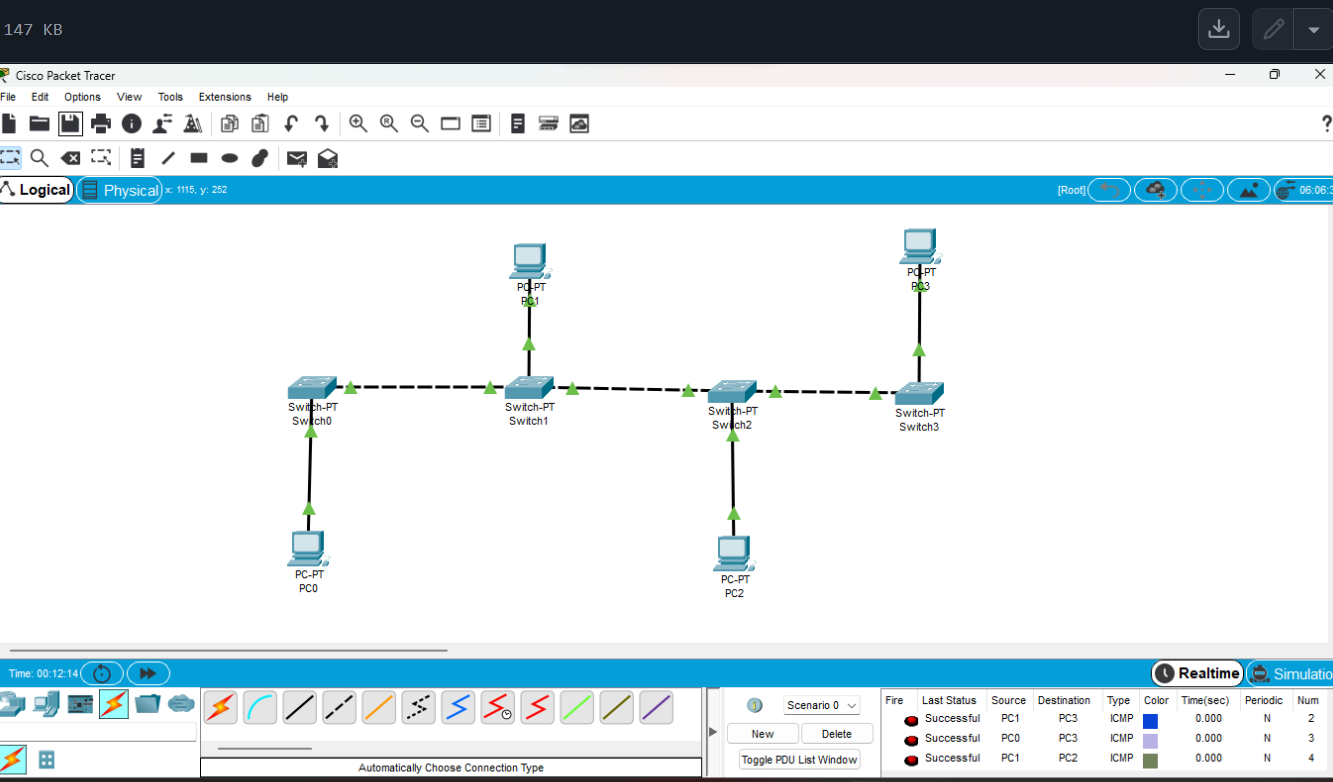 147 KB
Cisco Packet Tracer
File Edit Options View Tools Extensions Help
?
Logical Physical x: 1115, y: 252 [Root] 06:06:3
PC-PT
PC3
PC-PT
PC1
Switch-PT
Switch0
Switch-PT
Switch1
Switch-PT
Switch2
Switch-PT
Switch3
PC-PT
PC0
PC-PT
PC2
Time: 00:12:14 Realtime Simulatio
Scenario 0
New Delete
Toggle PDU List Window
Automatically Choose Connection Type
Fire Last Status Source Destination Type Color Time(sec) Periodic Num
Successful PC1 PC3 ICMP 0.000 N 2
Successful PC0 PC3 ICMP 0.000 N 3
Successful PC1 PC2 ICMP 0.000 N 4